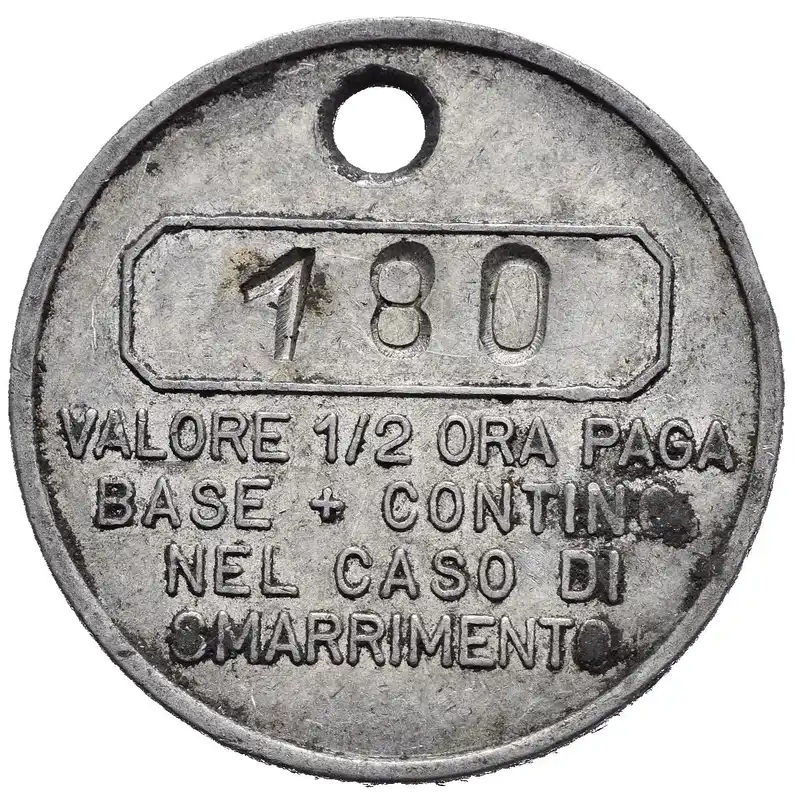 180
VALORE 1/2 ORA PAGA
BASE + CONTING.
NEL CASO DI
SMARRIMENTO